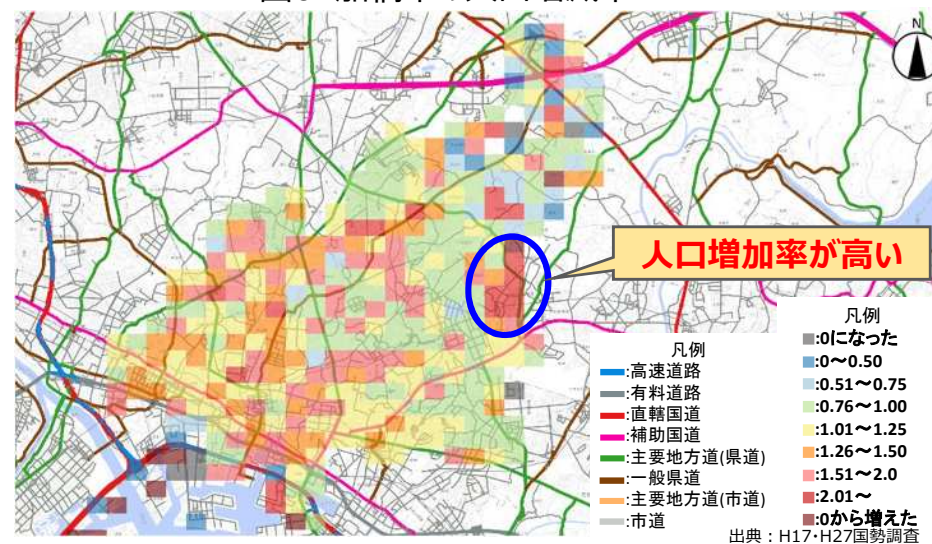 N
人口増加率が高い
凡例
:高速道路
:有料道路
:直轄国道
:補助国道
:主要地方道(県道)
:一般県道
:主要地方道(市道)
:市道
凡例
:0になった
:0～0.50
:0.51～0.75
:0.76～1.00
:1.01～1.25
:1.26～1.50
:1.51～2.0
:2.01～
:0から増えた
出典：H17･H27国勢調査